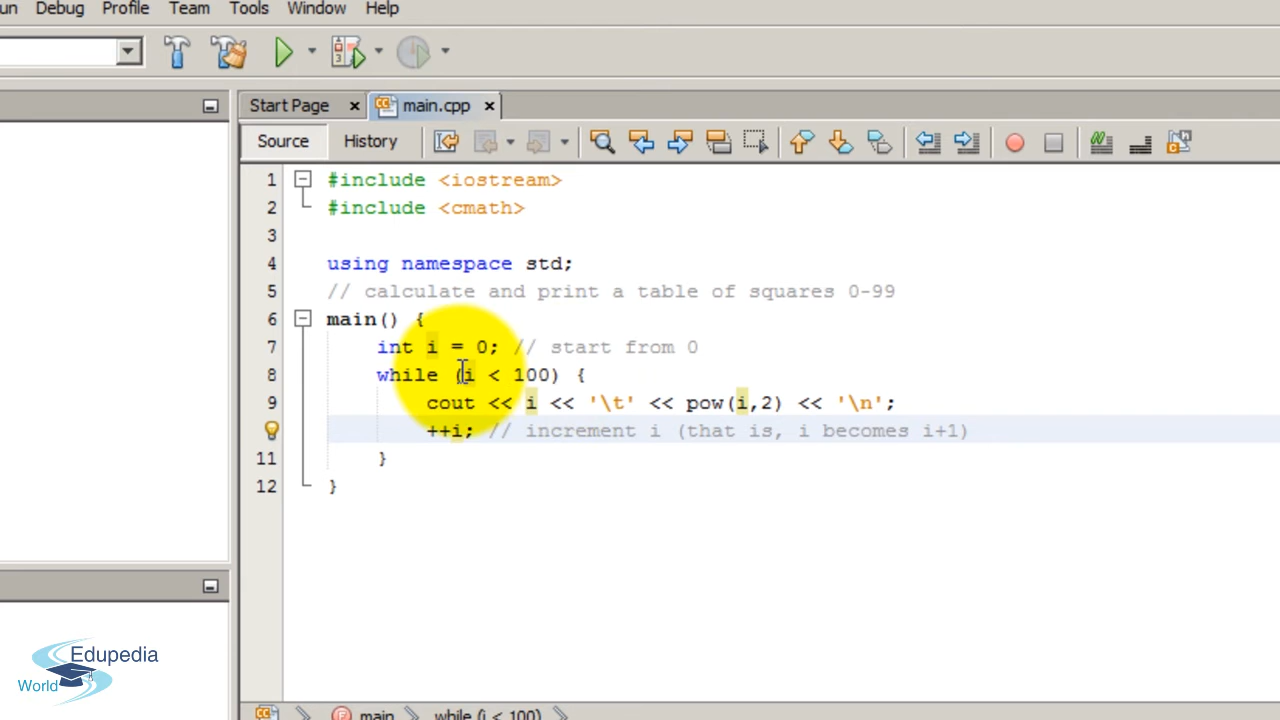 un Debug Profile Team Tools Window Help
Start Page main.cpp
Source History
1 #include <iostream>
2 #include <cmath>
3
4 using namespace std;
5 // calculate and print a table of squares 0-99
6 main() {
7 int i = 0; // start from 0
8 while (i < 100) {
9 cout << i << '\t' << pow(i,2) << '\n';
++i; // increment i (that is, i becomes i+1)
11 }
12 }
Edupedia
World
main while (i < 100)